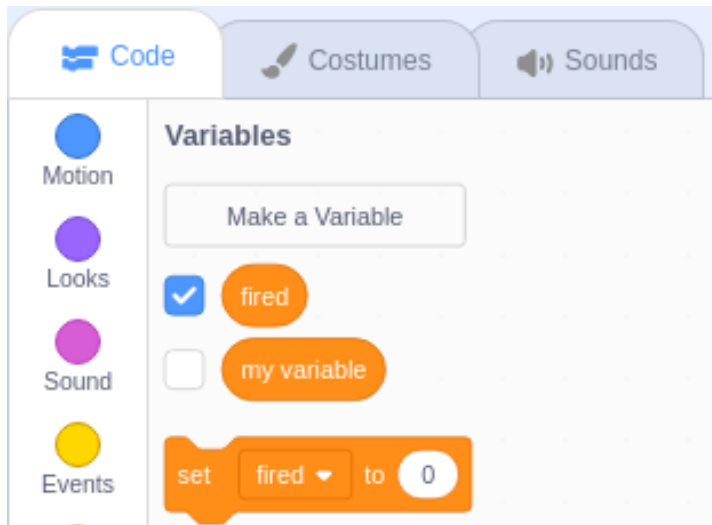 Code Costumes Sounds
Variables
Motion
Make a Variable
Looks
fired
my variable
Sound
Events
set fired to 0